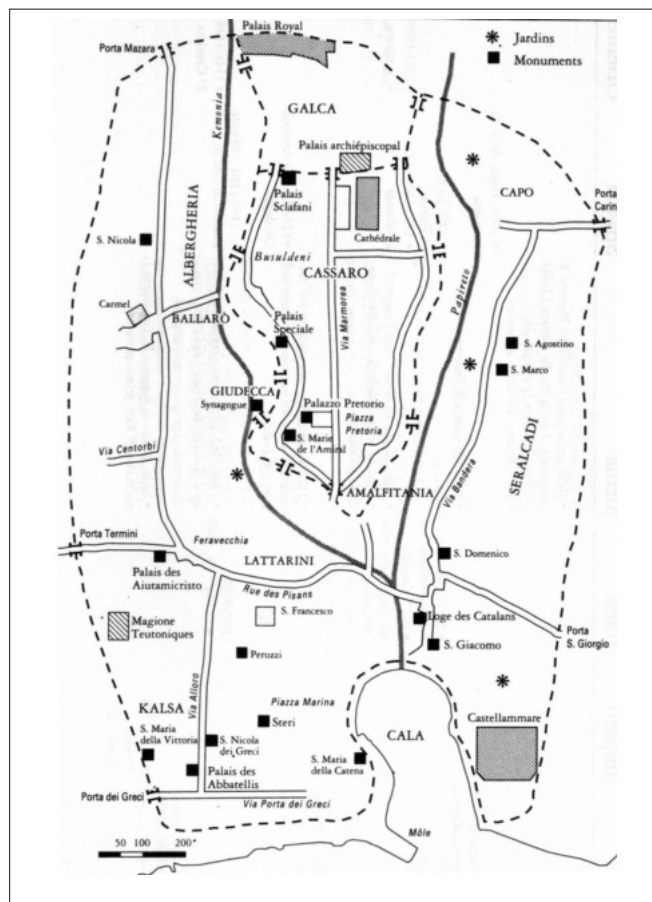 Palais Royal
Jardins
Monuments
Porta Mazara
GALCA
Kemonia
Palais archiépiscopal
CAPO
Porta
Carin
Palais
Sclafani
Cathédrale
ALBERGHERIA
S. Nicola
Busuldeni
CASSARO
Papireto
Carmel
BALLARÒ
Via Marmorea
Palais
Speciale
S. Agostino
S. Marco
GIUDECCA
Synagogue
Palazzo Pretorio
Piazza
Pretoria
S. Marie
de l'Amiral
SERALCADI
Via Centorbi
AMALFITANIA
Via Bandera
Porta Termini
Feravecchia
LATTARINI
S. Domenico
Palais des
Aiutamicristo
Rue des Pisans
Magione
Teutoniques
S. Francesco
Loge des Catalans
Porta
S. Giorgio
S. Giacomo
Peruzzi
Via Alloro
KALSA
Piazza Marina
Steri
CALA
Castellammare
S. Maria
della Vittoria
S. Nicola
dei Greci
S. Maria
della Catena
Palais des
Abbatellis
Porta dei Greci
Via Porta dei Greci
Môle
50 100 200